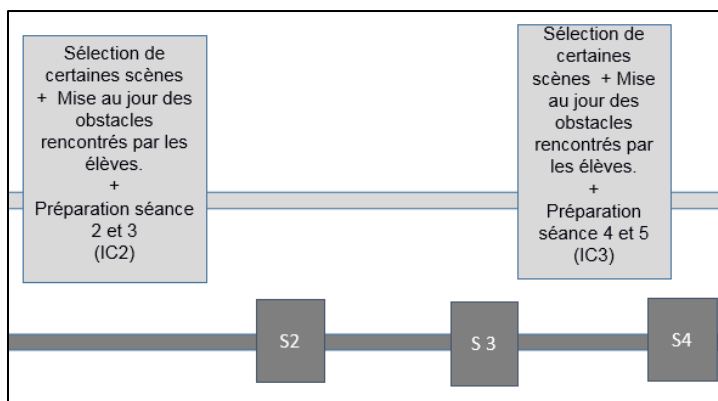 Sélection de
certaines scènes
+ Mise au jour des
obstacles
rencontrés par les
élèves.
+
Préparation séance
2 et 3
(IC2)
Sélection de
certaines
scènes + Mise
au jour des
obstacles
rencontrés par
les élèves.
+
Préparation
séance 4 et 5
(IC3)
S2
S 3
S4